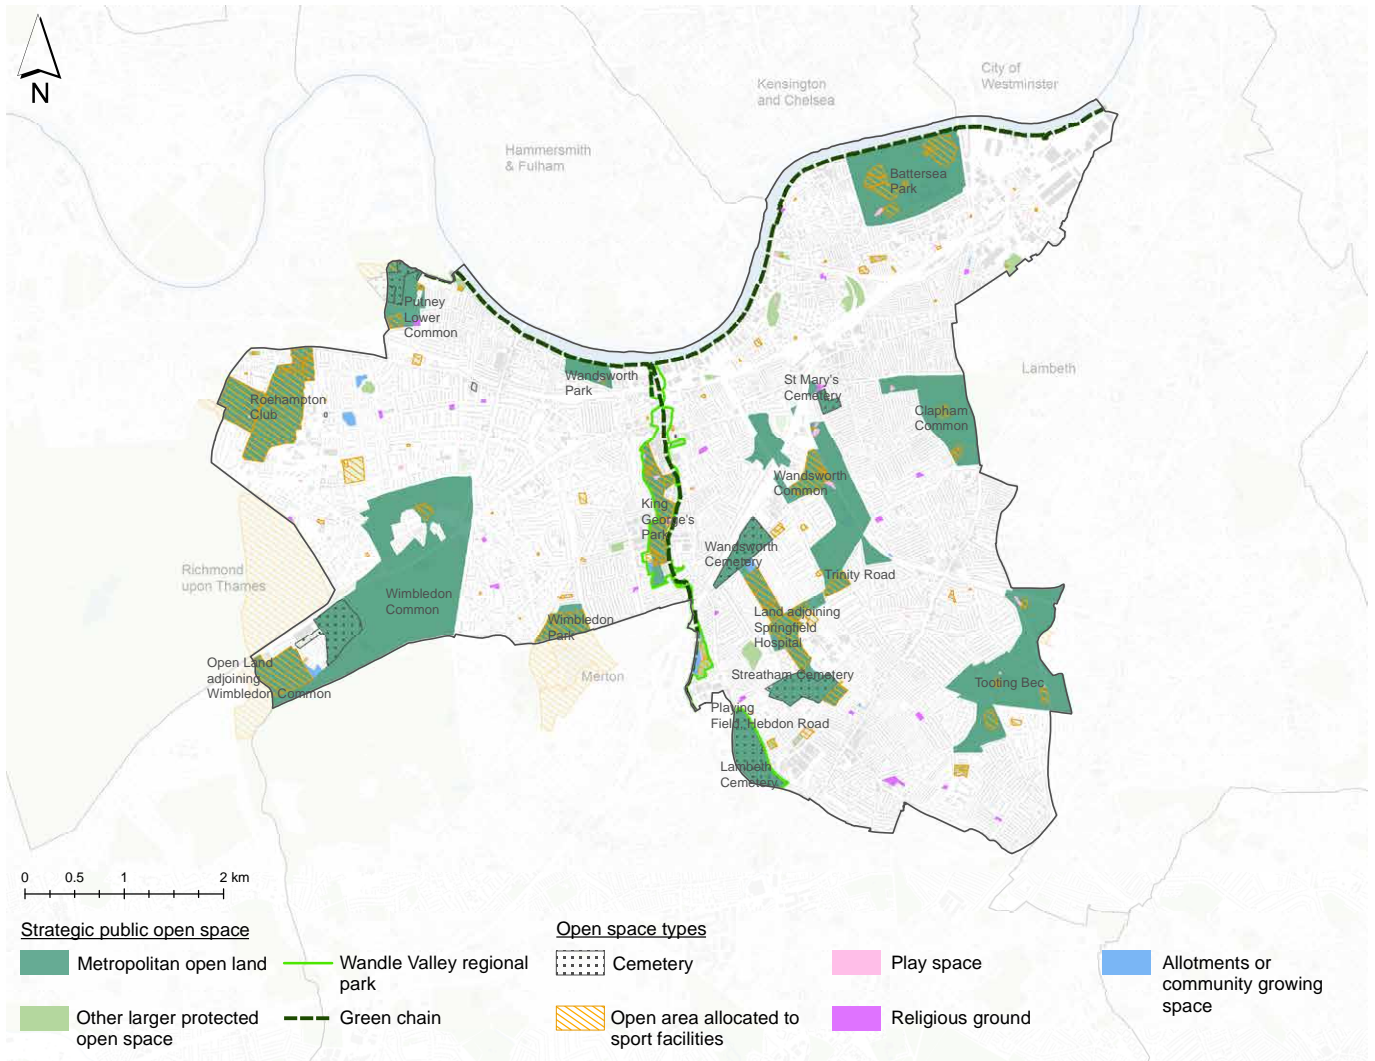 N
City of
Westminster
Kensington
and Chelsea
Hammersmith
& Fulham
Battersea
Park
Putney
Lower
Common
Lambeth
Wandsworth
Park
St Mary's
Cemetery
Roehampton
Club
Clapham
Common
Wandsworth
Common
King
George's
Park
Wandsworth
Cemetery
Richmond
upon Thames
Trinity Road
Wimbledon
Common
Wimbledon
Park
Land adjoining
Springfield
Hospital
Open Land
adjoining
Wimbledon Common
Merton
Streatham Cemetery
Tooting Bec
Playing
Field, Hebdon Road
Lambeth
Cemetery
0 0.5 1 2 km
Strategic public open space
Metropolitan open land
Other larger protected
open space
Wandle Valley regional
park
Green chain
Open space types
Cemetery
Open area allocated to
sport facilities
Play space
Religious ground
Allotments or
community growing
space